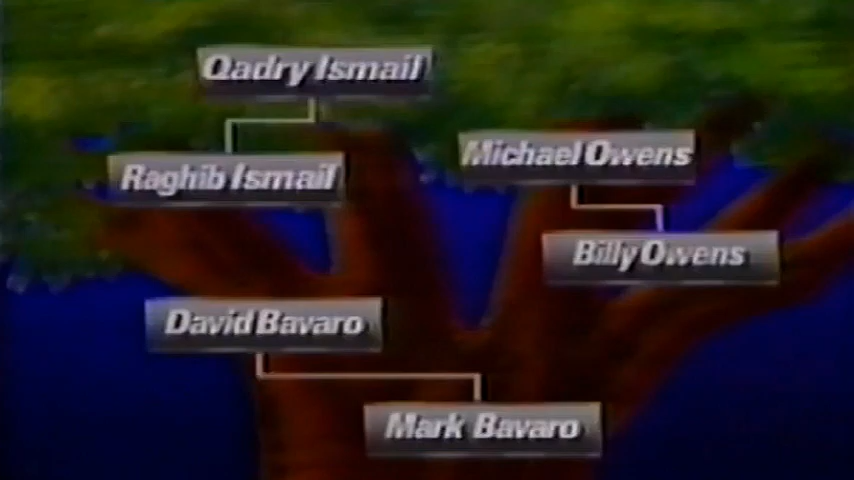 Qadry Ismail
Raghib Ismail
Michael Owens
Billy Owens
David Bavaro
Mark Bavaro